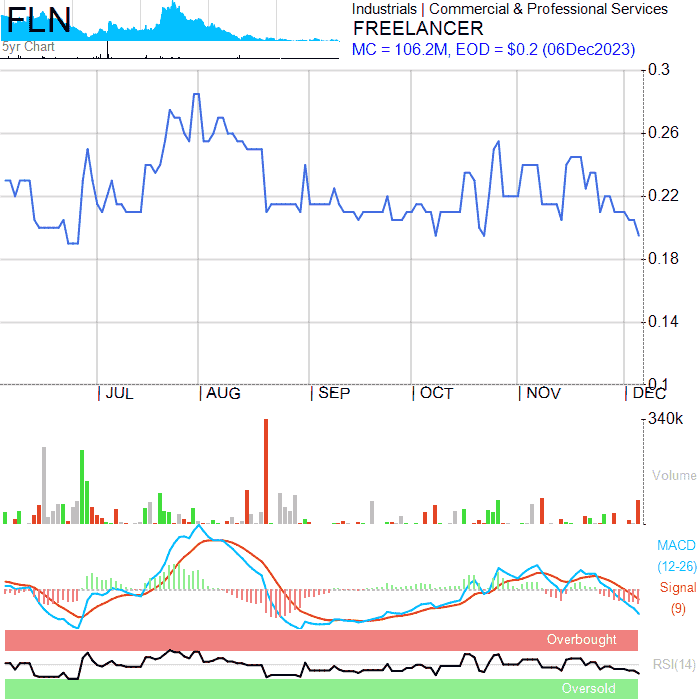 FLN
5yr Chart
Industrials | Commercial & Professional Services
FREELANCER
MC = 106.2M, EOD = $0.2 (06Dec2023)
0.3
0.26
0.22
0.18
0.14
0.1
JUL
AUG
SEP
OCT
NOV
DEC
340k
Volume
MACD
(12-26)
Signal
(9)
Overbought
RSI(14)
Oversold